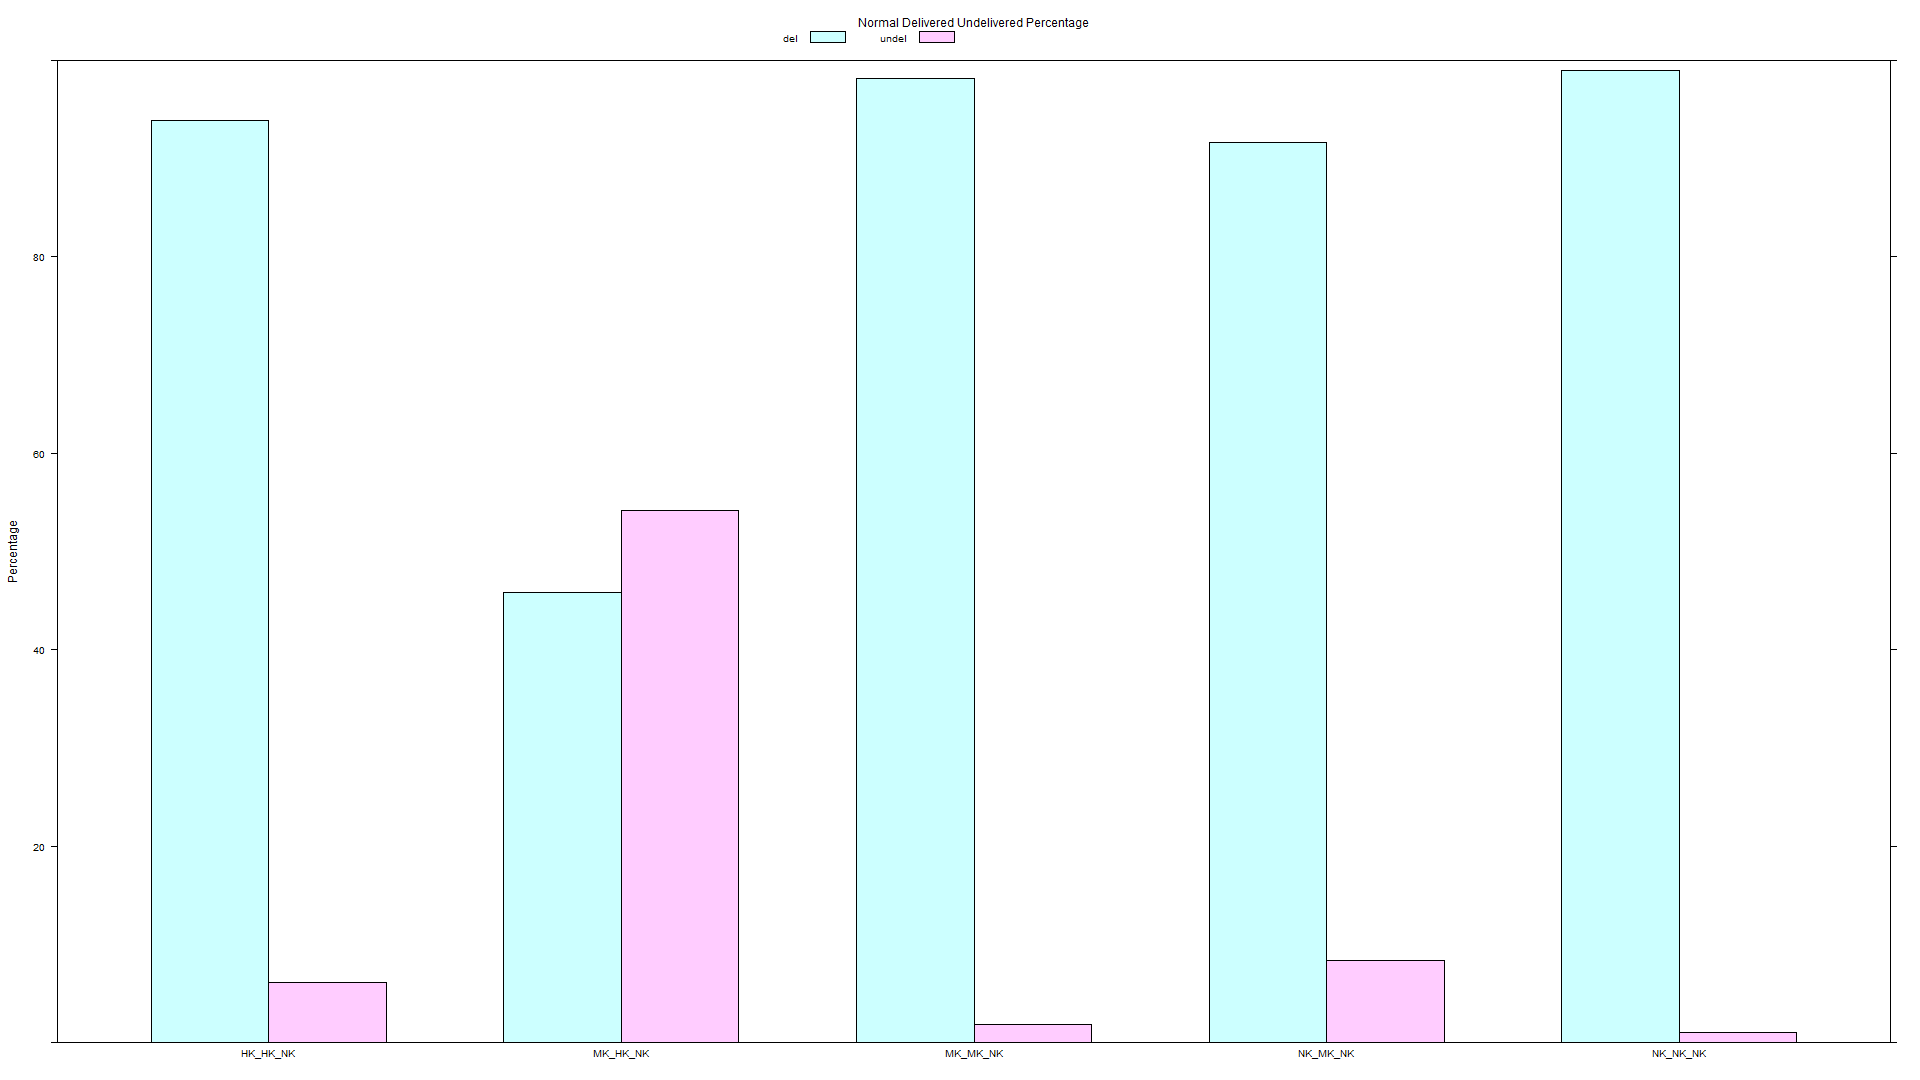 Normal Delivered Undelivered Percentage
del undel
80
60
Percentage
40
20
HK_HK_NK MK_HK_NK MK_MK_NK NK_MK_NK NK_NK_NK